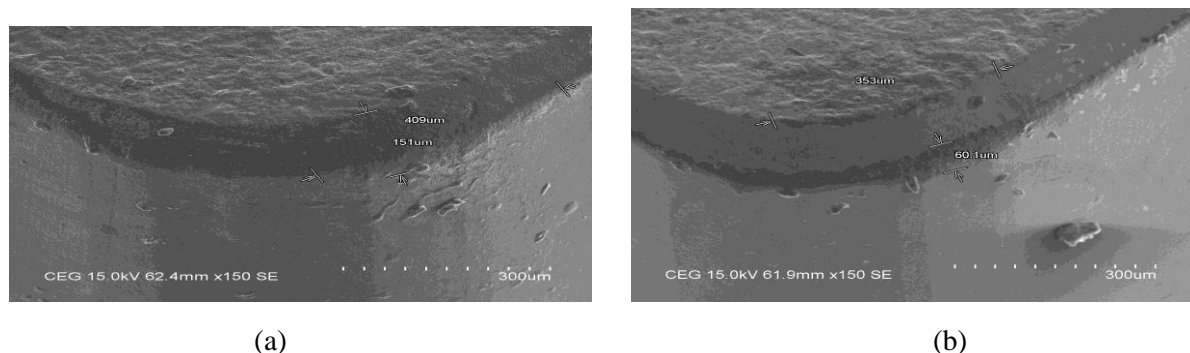 409um
151um
CEG 15.0kV 62.4mm x150 SE
300um
(a)
353um
60.1um
CEG 15.0kV 61.9mm x150 SE
300um
(b)